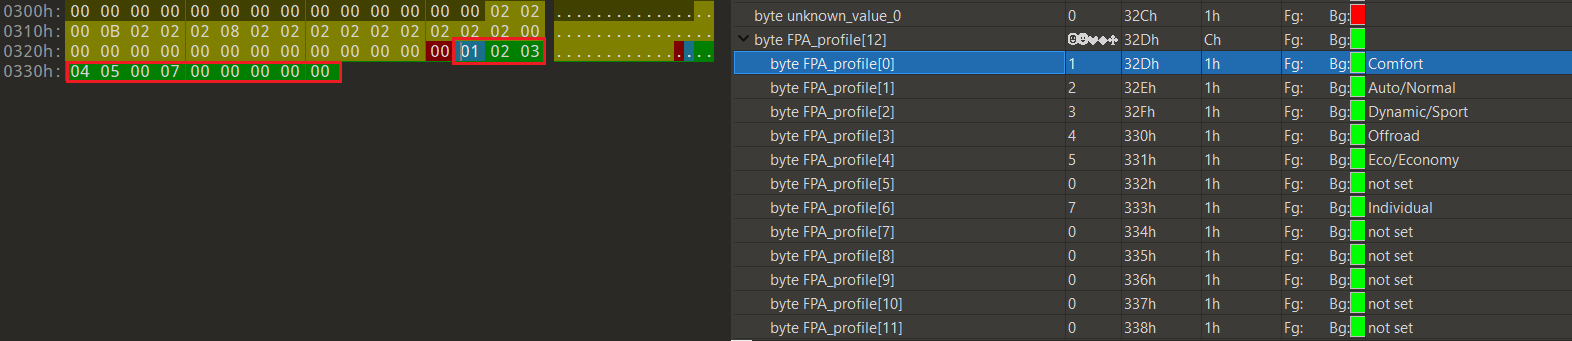 0300h: 00 00 00 00 00 00 00 00 00 00 00 00 00 00 02 02 ................
0310h: 00 0B 02 02 02 08 02 02 02 02 02 02 02 02 02 00 ................
0320h: 00 00 00 00 00 00 00 00 00 00 00 00 00 01 02 03 ................
0330h: 04 05 00 07 00 00 00 00 00
byte unknown_value_0 0 32Ch 1h Fg: Bg:
byte FPA_profile[12] ☺☻♥♦♣ 32Dh Ch Fg: Bg:
byte FPA_profile[0] 1 32Dh 1h Fg: Bg: Comfort
byte FPA_profile[1] 2 32Eh 1h Fg: Bg: Auto/Normal
byte FPA_profile[2] 3 32Fh 1h Fg: Bg: Dynamic/Sport
byte FPA_profile[3] 4 330h 1h Fg: Bg: Offroad
byte FPA_profile[4] 5 331h 1h Fg: Bg: Eco/Economy
byte FPA_profile[5] 0 332h 1h Fg: Bg: not set
byte FPA_profile[6] 7 333h 1h Fg: Bg: Individual
byte FPA_profile[7] 0 334h 1h Fg: Bg: not set
byte FPA_profile[8] 0 335h 1h Fg: Bg: not set
byte FPA_profile[9] 0 336h 1h Fg: Bg: not set
byte FPA_profile[10] 0 337h 1h Fg: Bg: not set
byte FPA_profile[11] 0 338h 1h Fg: Bg: not set